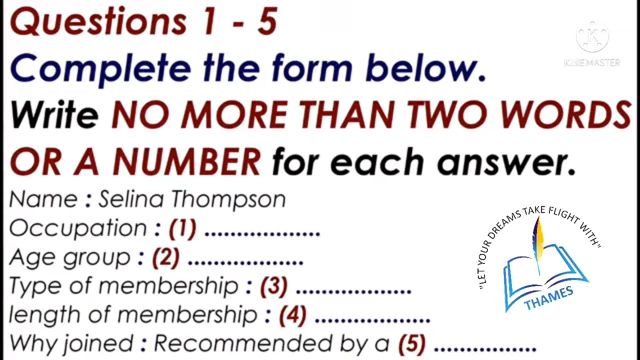 Questions 1 - 5
KINEMASTER
Complete the form below.
Write NO MORE THAN TWO WORDS
OR A NUMBER for each answer.
Name : Selina Thompson
Occupation : (1) ....................
Age group : (2) ....................
Type of membership : (3) ....................
length of membership : (4) ....................
Why joined : Recommended by a (5) ..................
"LET YOUR DREAMS TAKE FLIGHT WITH"
THAMES